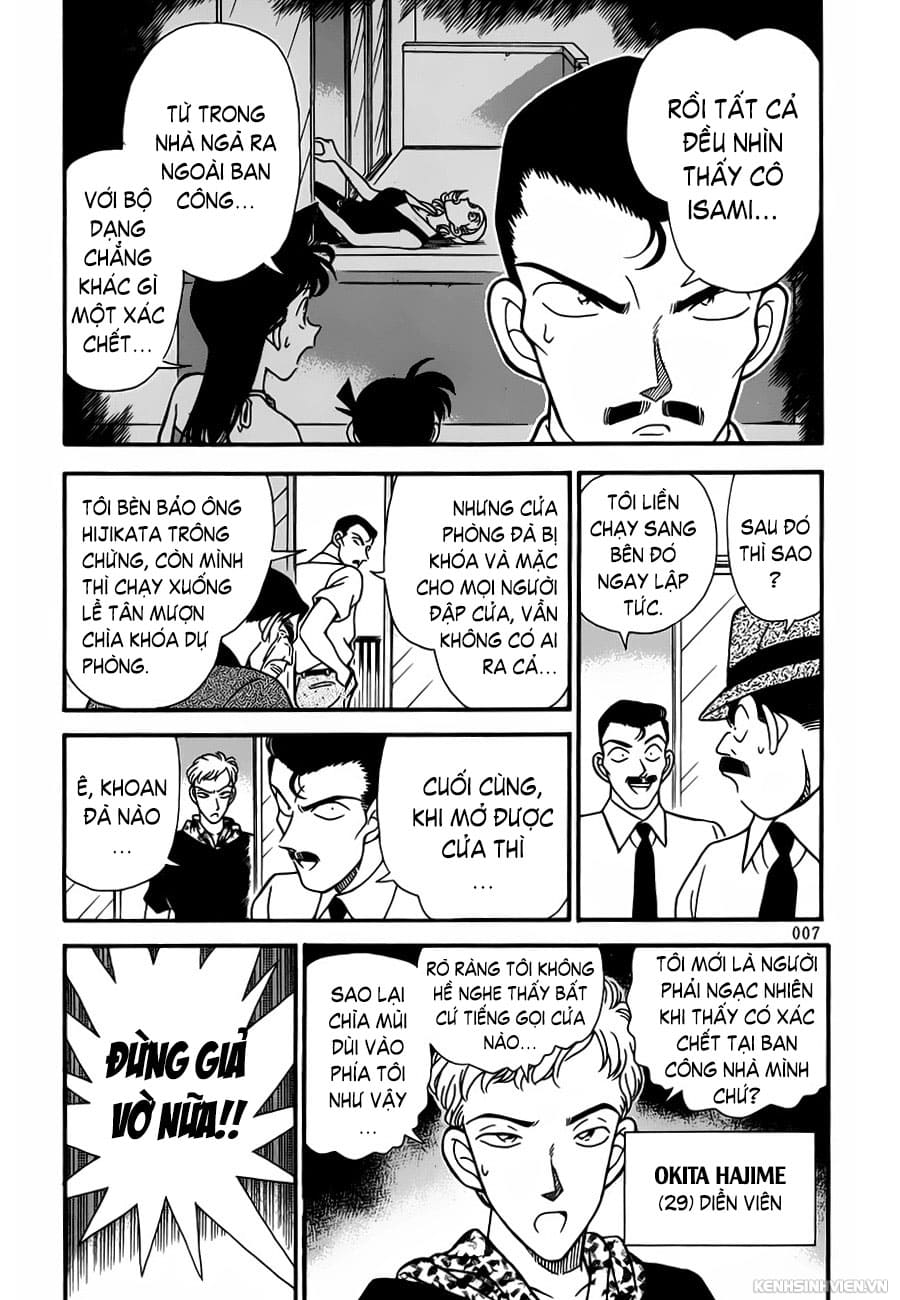 RỒI TẤT CẢ
ĐỀU NHÌN
THẤY CÔ
ISAMI...
TỪ TRONG
NHÀ NGẢ RA
NGOÀI BAN
CÔNG...
VỚI BỘ
DẠNG
CHẲNG
KHÁC GÌ
MỘT XÁC
CHẾT...
SAU ĐÓ
THÌ SAO
?
TÔI LIỀN
CHẠY SANG
BÊN ĐÓ
NGAY LẬP
TỨC.
NHƯNG CỬA
PHÒNG ĐÃ BỊ
KHÓA VÀ MẶC
CHO MỌI NGƯỜI
ĐẬP CỬA, VẪN
KHÔNG CÓ AI
RA CẢ...
TÔI BÈN BẢO ÔNG
HIJIKATA TRÔNG
CHỪNG, CÒN MÌNH
THÌ CHẠY XUỐNG
LỄ TÂN MƯỢN
CHÌA KHÓA DỰ
PHÒNG.
CUỐI CÙNG,
KHI MỞ ĐƯỢC
CỬA THÌ
...
Ê, KHOAN
ĐÃ NÀO
...
007
TÔI MỚI LÀ NGƯỜI
PHẢI NGẠC NHIÊN
KHI THẤY CÓ XÁC
CHẾT TẠI BAN
CÔNG NHÀ MÌNH
CHỨ?
RÕ RÀNG TÔI KHÔNG
HỀ NGHE THẤY BẤT
CỨ TIẾNG GỌI CỬA
NÀO...
SAO LẠI
CHĨA MŨI
DÙI VÀO
PHÍA TÔI
NHƯ VẬY
...
OKITA HAJIME
(29) DIỄN VIÊN
ĐỪNG GIẢ
VỜ NỮA!!
KENHSINHVIEN.VN